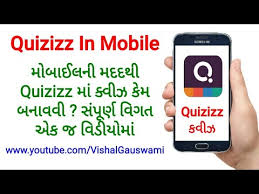 Quizizz In Mobile
મોબાઈલની મદદથી
Quizizz માં ક્વીઝ કેમ
બનાવવી ? સંપૂર્ણ વિગત
એક જ વિડીયોમાં
www.youtube.com/VishalGauswami
Q
Quizizz
ક્વીઝ